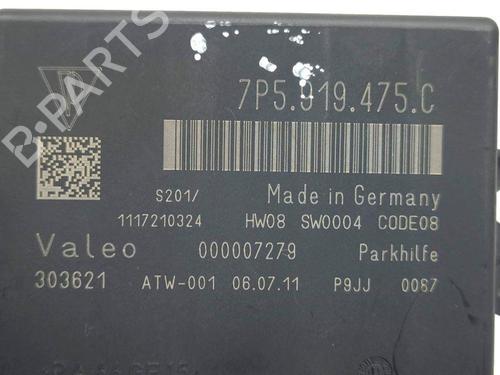 B-PARTS
7P5.919.475.C
S201/ Made in Germany
1117210324 HW08 SW0004 CODE08
Valeo 000007279 Parkhilfe
303621 ATW-001 06.07.11 P9JJ 0087